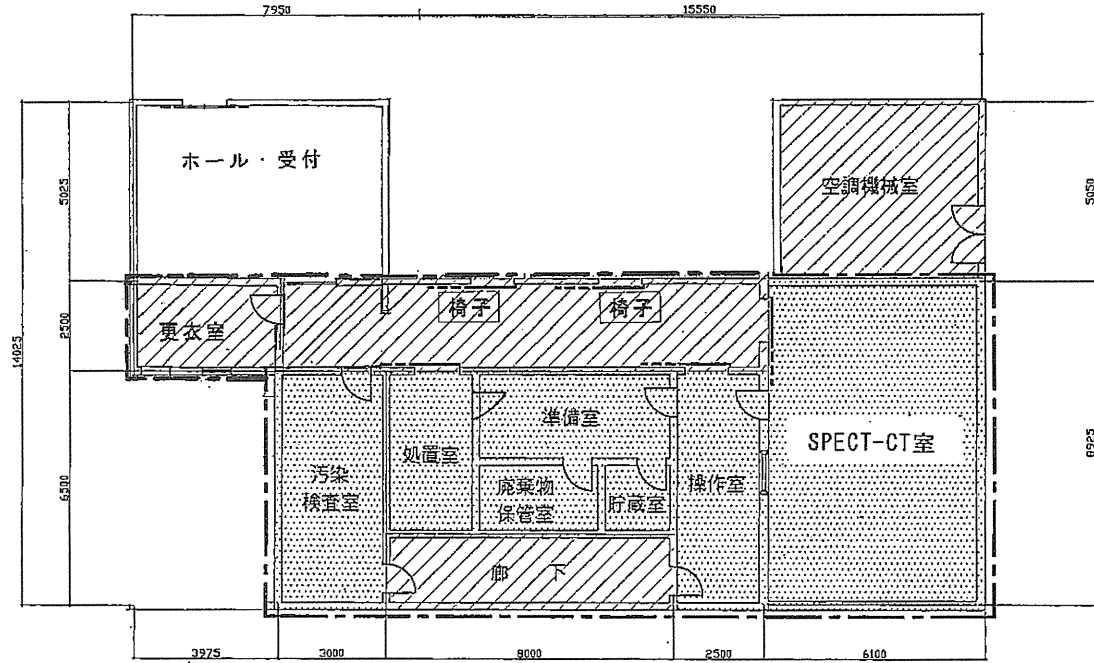 7950
15550
ホール・受付
空調機械室
5025
5050
椅子
椅子
更衣室
2500
14025
準備室
処置室
SPECT-CT室
8925
汚染
検査室
廃棄物
保管室
貯蔵室
操作室
6500
廊下
3975
3000
8000
2500
6100